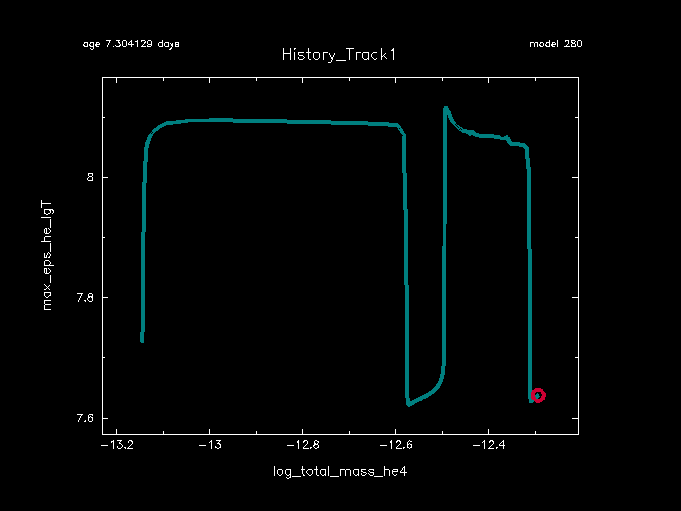 age 7.304129 days
model 280
History_Track1
8
7.8
7.6
max_eps_he_lgT
−13.2
−13
−12.8
−12.6
−12.4
log_total_mass_he4